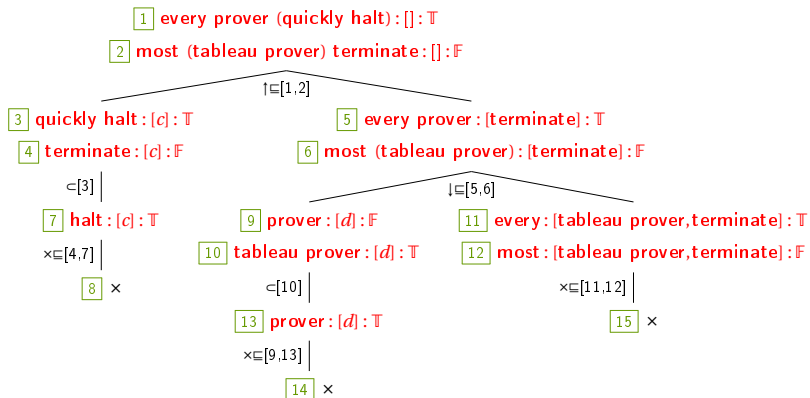 1 every prover (quickly halt) : [] : 𝕋
2 most (tableau prover) terminate : [] : 𝔽
↑⊑[1,2]
3 quickly halt : [c] : 𝕋
5 every prover : [terminate] : 𝕋
4 terminate : [c] : 𝔽
6 most (tableau prover) : [terminate] : 𝔽
⊂[3]
↓⊑[5,6]
7 halt : [c] : 𝕋
9 prover : [d] : 𝔽
11 every : [tableau prover,terminate] : 𝕋
10 tableau prover : [d] : 𝕋
12 most : [tableau prover,terminate] : 𝔽
×⊑[4,7]
⊂[10]
×⊑[11,12]
8 ×
13 prover : [d] : 𝕋
15 ×
×⊑[9,13]
14 ×